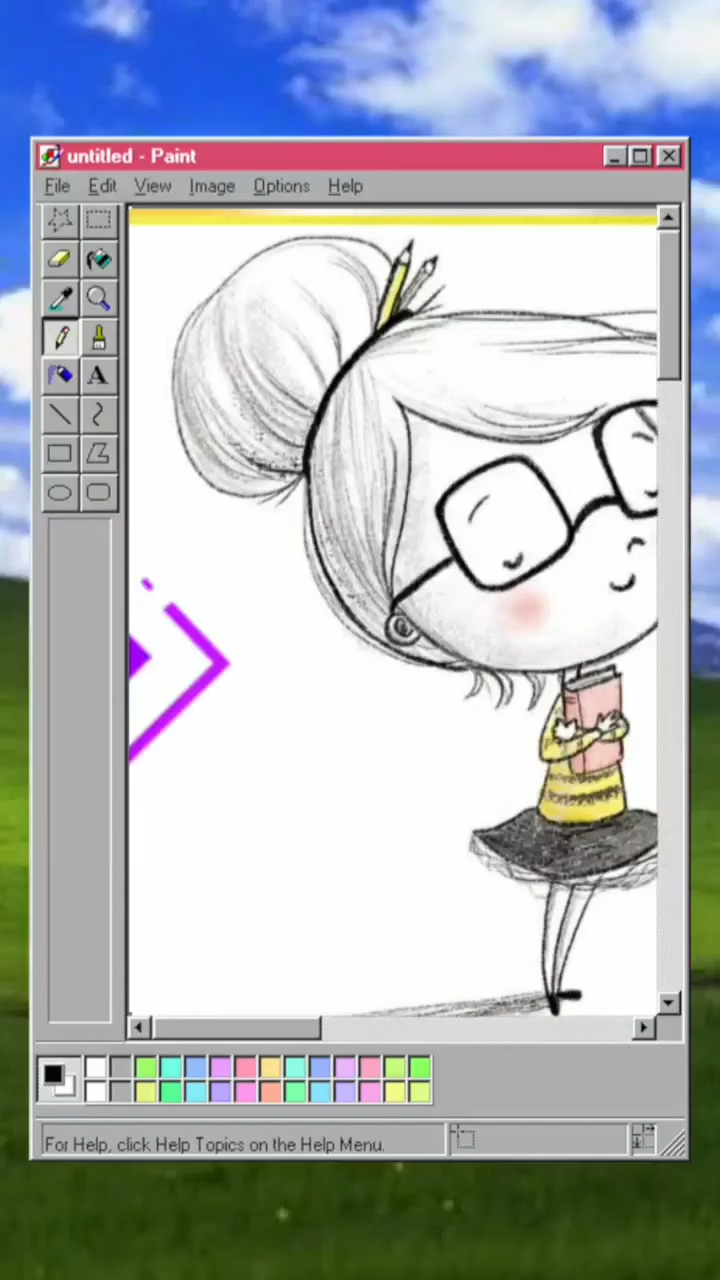 untitled - Paint
File Edit View Image Options Help
A
For Help, click Help Topics on the Help Menu.